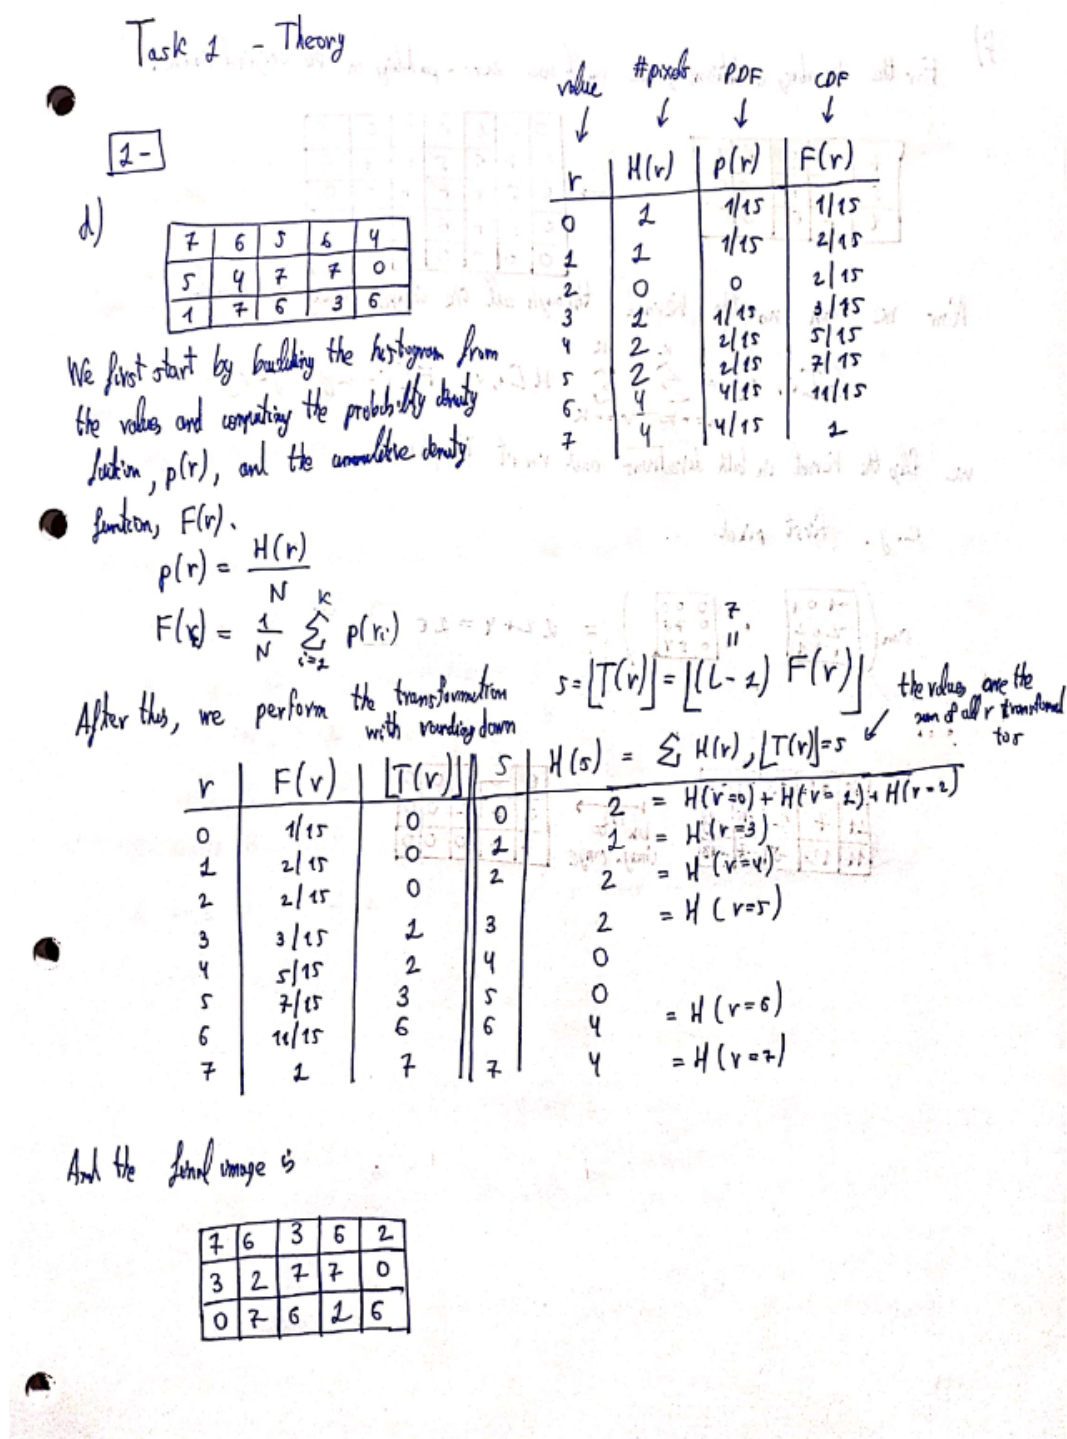 Task 1 - Theory
1-
d)
7 6 5 6 4
5 4 7 7 0
1 7 6 3 6
value #pixels PDF CDF
r H(r) p(r) F(r)
0 1 1/15 1/15
1 1 1/15 2/15
2 0 0 2/15
3 1 1/15 3/15
4 2 2/15 5/15
5 2 2/15 7/15
6 4 4/15 11/15
7 4 4/15 1
We first start by building the histogram from
the values and computing the probability density
, p(r), and the density
function, F(r).
p(r) = H(r) / N
F(r) = 1/N K Σ i=1 p(ri)
After this, we perform the transformation
with rounding down
7
"
s = ⌊T(r)⌋ = ⌊(L-1) F(r)⌋
the values are the
sum of all r transformed
to s
r F(r) ⌊T(r)⌋ s H(s) = Σ H(r), ⌊T(r)⌋=s
0 1/15 0 0 2 = H(r=0) + H(r=1) + H(r=2)
1 2/15 0 1 1 = H(r=3)
2 2/15 0 2 2 = H(r=4)
3 3/15 1 3 2 = H(r=5)
4 5/15 2 4 0
5 7/15 3 5 0
6 11/15 6 6 4 = H(r=6)
7 1 7 7 4 = H(r=7)
And the final image is
7 6 3 6 2
3 2 7 7 0
0 7 6 1 6